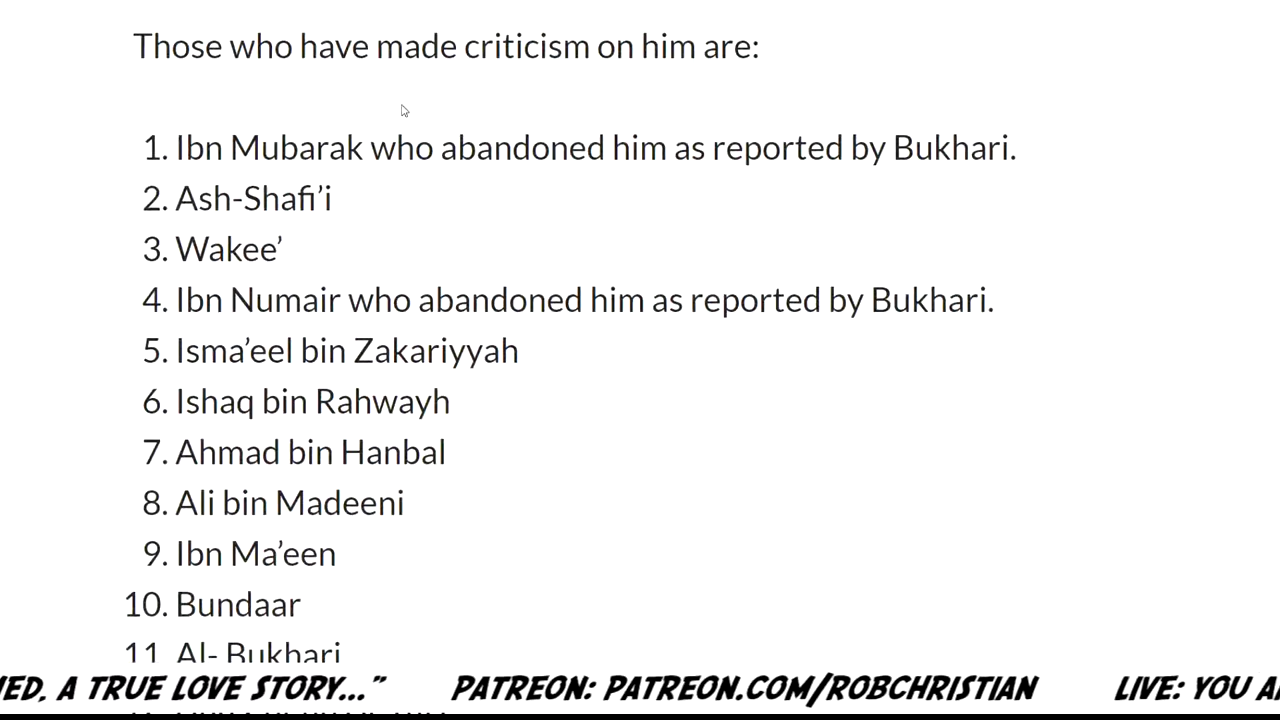 Those who have made criticism on him are:
1. Ibn Mubarak who abandoned him as reported by Bukhari.
2. Ash-Shafi’i
3. Wakee’
4. Ibn Numair who abandoned him as reported by Bukhari.
5. Isma’eel bin Zakariyyah
6. Ishaq bin Rahwayh
7. Ahmad bin Hanbal
8. Ali bin Madeeni
9. Ibn Ma’een
10. Bundaar
11. Al- Bukhari
A TRUE LOVE STORY..." PATREON: PATREON.COM/ROBCHRISTIAN LIVE: YOU